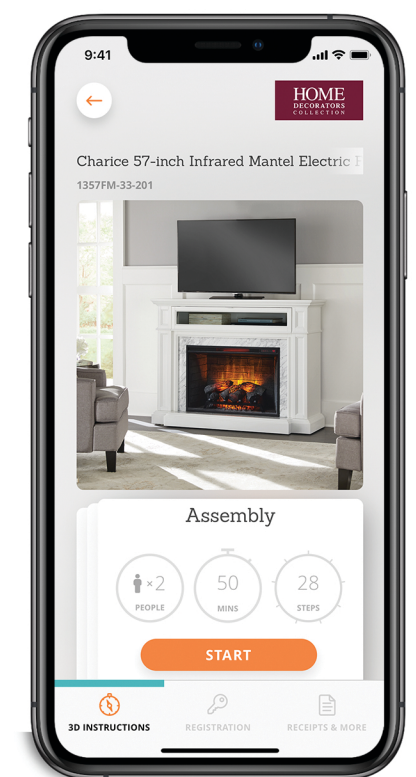 9:41
HOME
DECORATORS
COLLECTION
Charice 57-inch Infrared Mantel Electric F
1357FM-33-201
Assembly
×2
PEOPLE
50
MINS
28
STEPS
START
3D INSTRUCTIONS
REGISTRATION
RECEIPTS & MORE